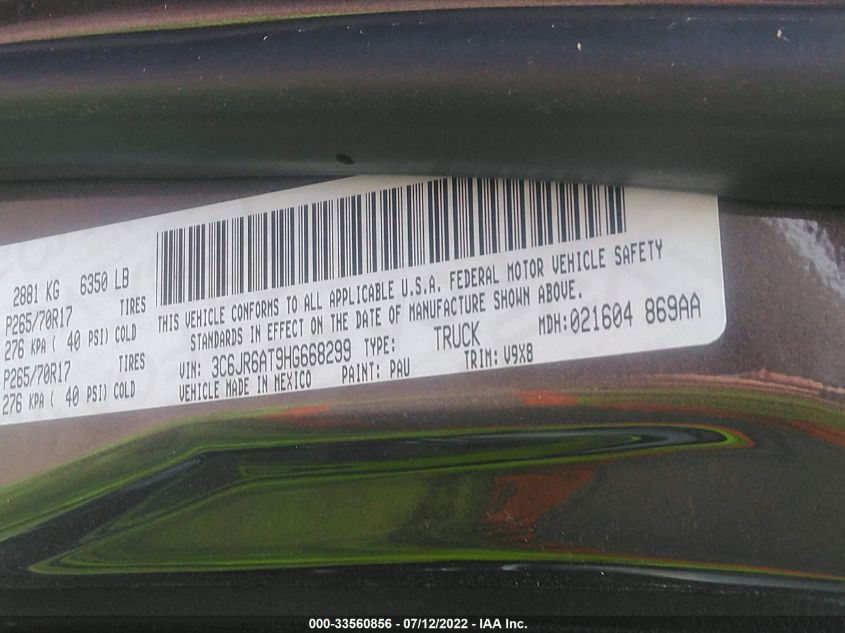 2881 KG 6350 LB
P265/70R17 TIRES
276 KPA ( 40 PSI) COLD
P265/70R17 TIRES
276 KPA ( 40 PSI) COLD
THIS VEHICLE CONFORMS TO ALL APPLICABLE U.S.A. FEDERAL MOTOR VEHICLE SAFETY
STANDARDS IN EFFECT ON THE DATE OF MANUFACTURE SHOWN ABOVE.
VIN: 3C6JR6AT9HG668299 TYPE: TRUCK MDH:021604 869AA
VEHICLE MADE IN MEXICO PAINT: PAU TRIM: V9X8
000-33560856 - 07/12/2022 - IAA Inc.